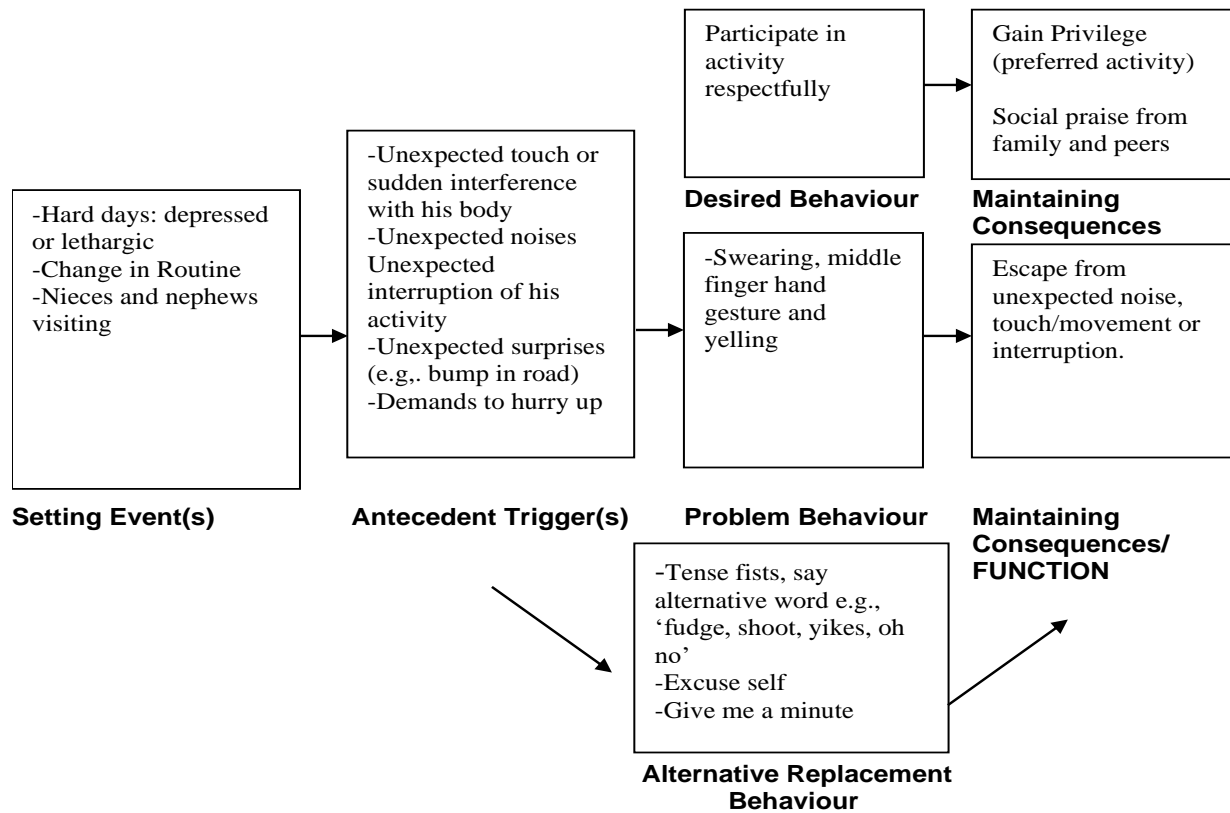 Participate in
activity
respectfully
Desired Behaviour
Gain Privilege
(preferred activity)
Social praise from
family and peers
Maintaining
Consequences
-Hard days: depressed
or lethargic
-Change in Routine
-Nieces and nephews
visiting
Setting Event(s)
-Unexpected touch or
sudden interference
with his body
-Unexpected noises
Unexpected
interruption of his
activity
-Unexpected surprises
(e.g,. bump in road)
-Demands to hurry up
Antecedent Trigger(s)
-Swearing, middle
finger hand
gesture and
yelling
Problem Behaviour
Escape from
unexpected noise,
touch/movement or
interruption.
Maintaining
Consequences/
FUNCTION
-Tense fists, say
alternative word e.g.,
‘fudge, shoot, yikes, oh
no’
-Excuse self
-Give me a minute
Alternative Replacement
Behaviour